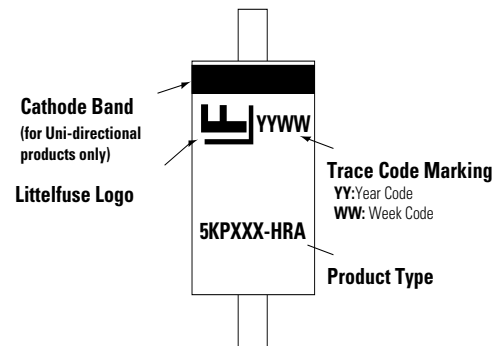 Cathode Band
(for Uni-directional
products only)
Littelfuse Logo
YYWW
Trace Code Marking
YY:Year Code
WW: Week Code
5KPXXX-HRA
Product Type